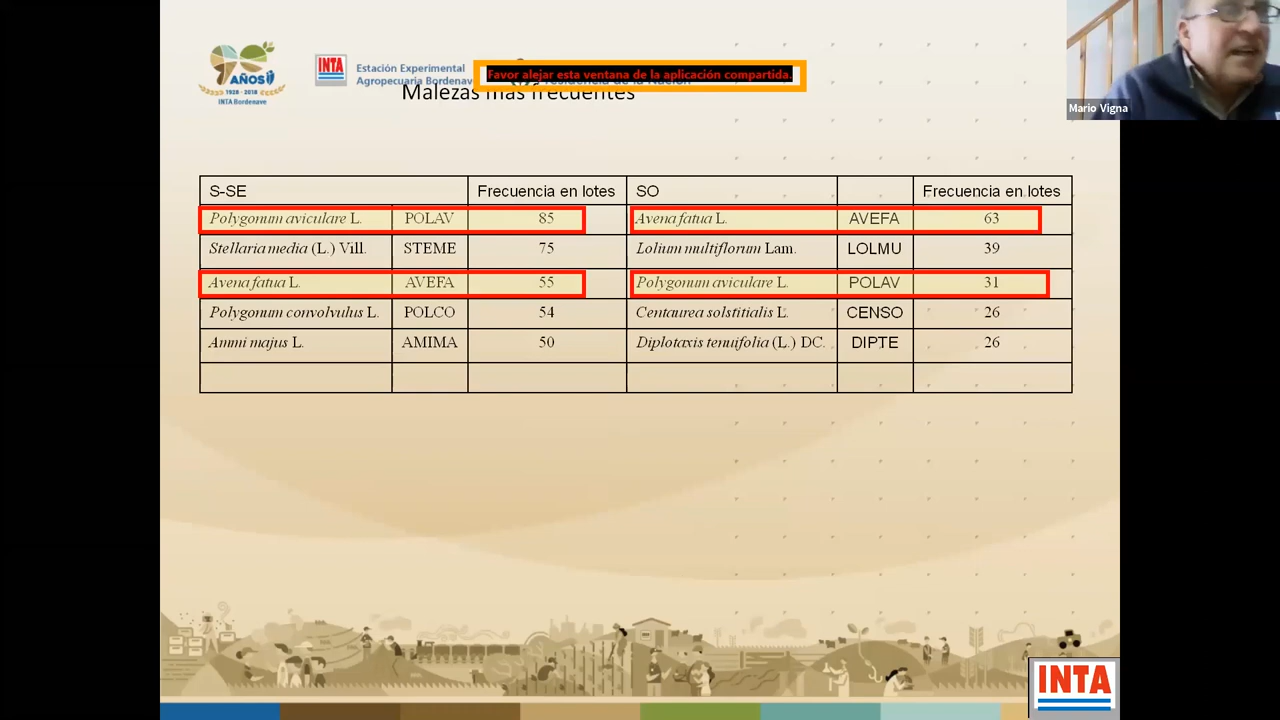 90 AÑOS
1928 - 2018
INTA Bordenave
INTA
Estación Experimental
Agropecuaria Bordenave
Favor alejar esta ventana de la aplicación compartida.
Malezas más frecuentes
Mario Vigna
S-SE Frecuencia en lotes SO Frecuencia en lotes
Polygonum aviculare L. POLAV 85 Avena fatua L. AVEFA 63
Stellaria media (L.) Vill. STEME 75 Lolium multiflorum Lam. LOLMU 39
Avena fatua L. AVEFA 55 Polygonum aviculare L. POLAV 31
Polygonum convolvulus L. POLCO 54 Centaurea solstitialis L. CENSO 26
Ammi majus L. AMIMA 50 Diplotaxis tenuifolia (L.) DC. DIPTE 26
INTA